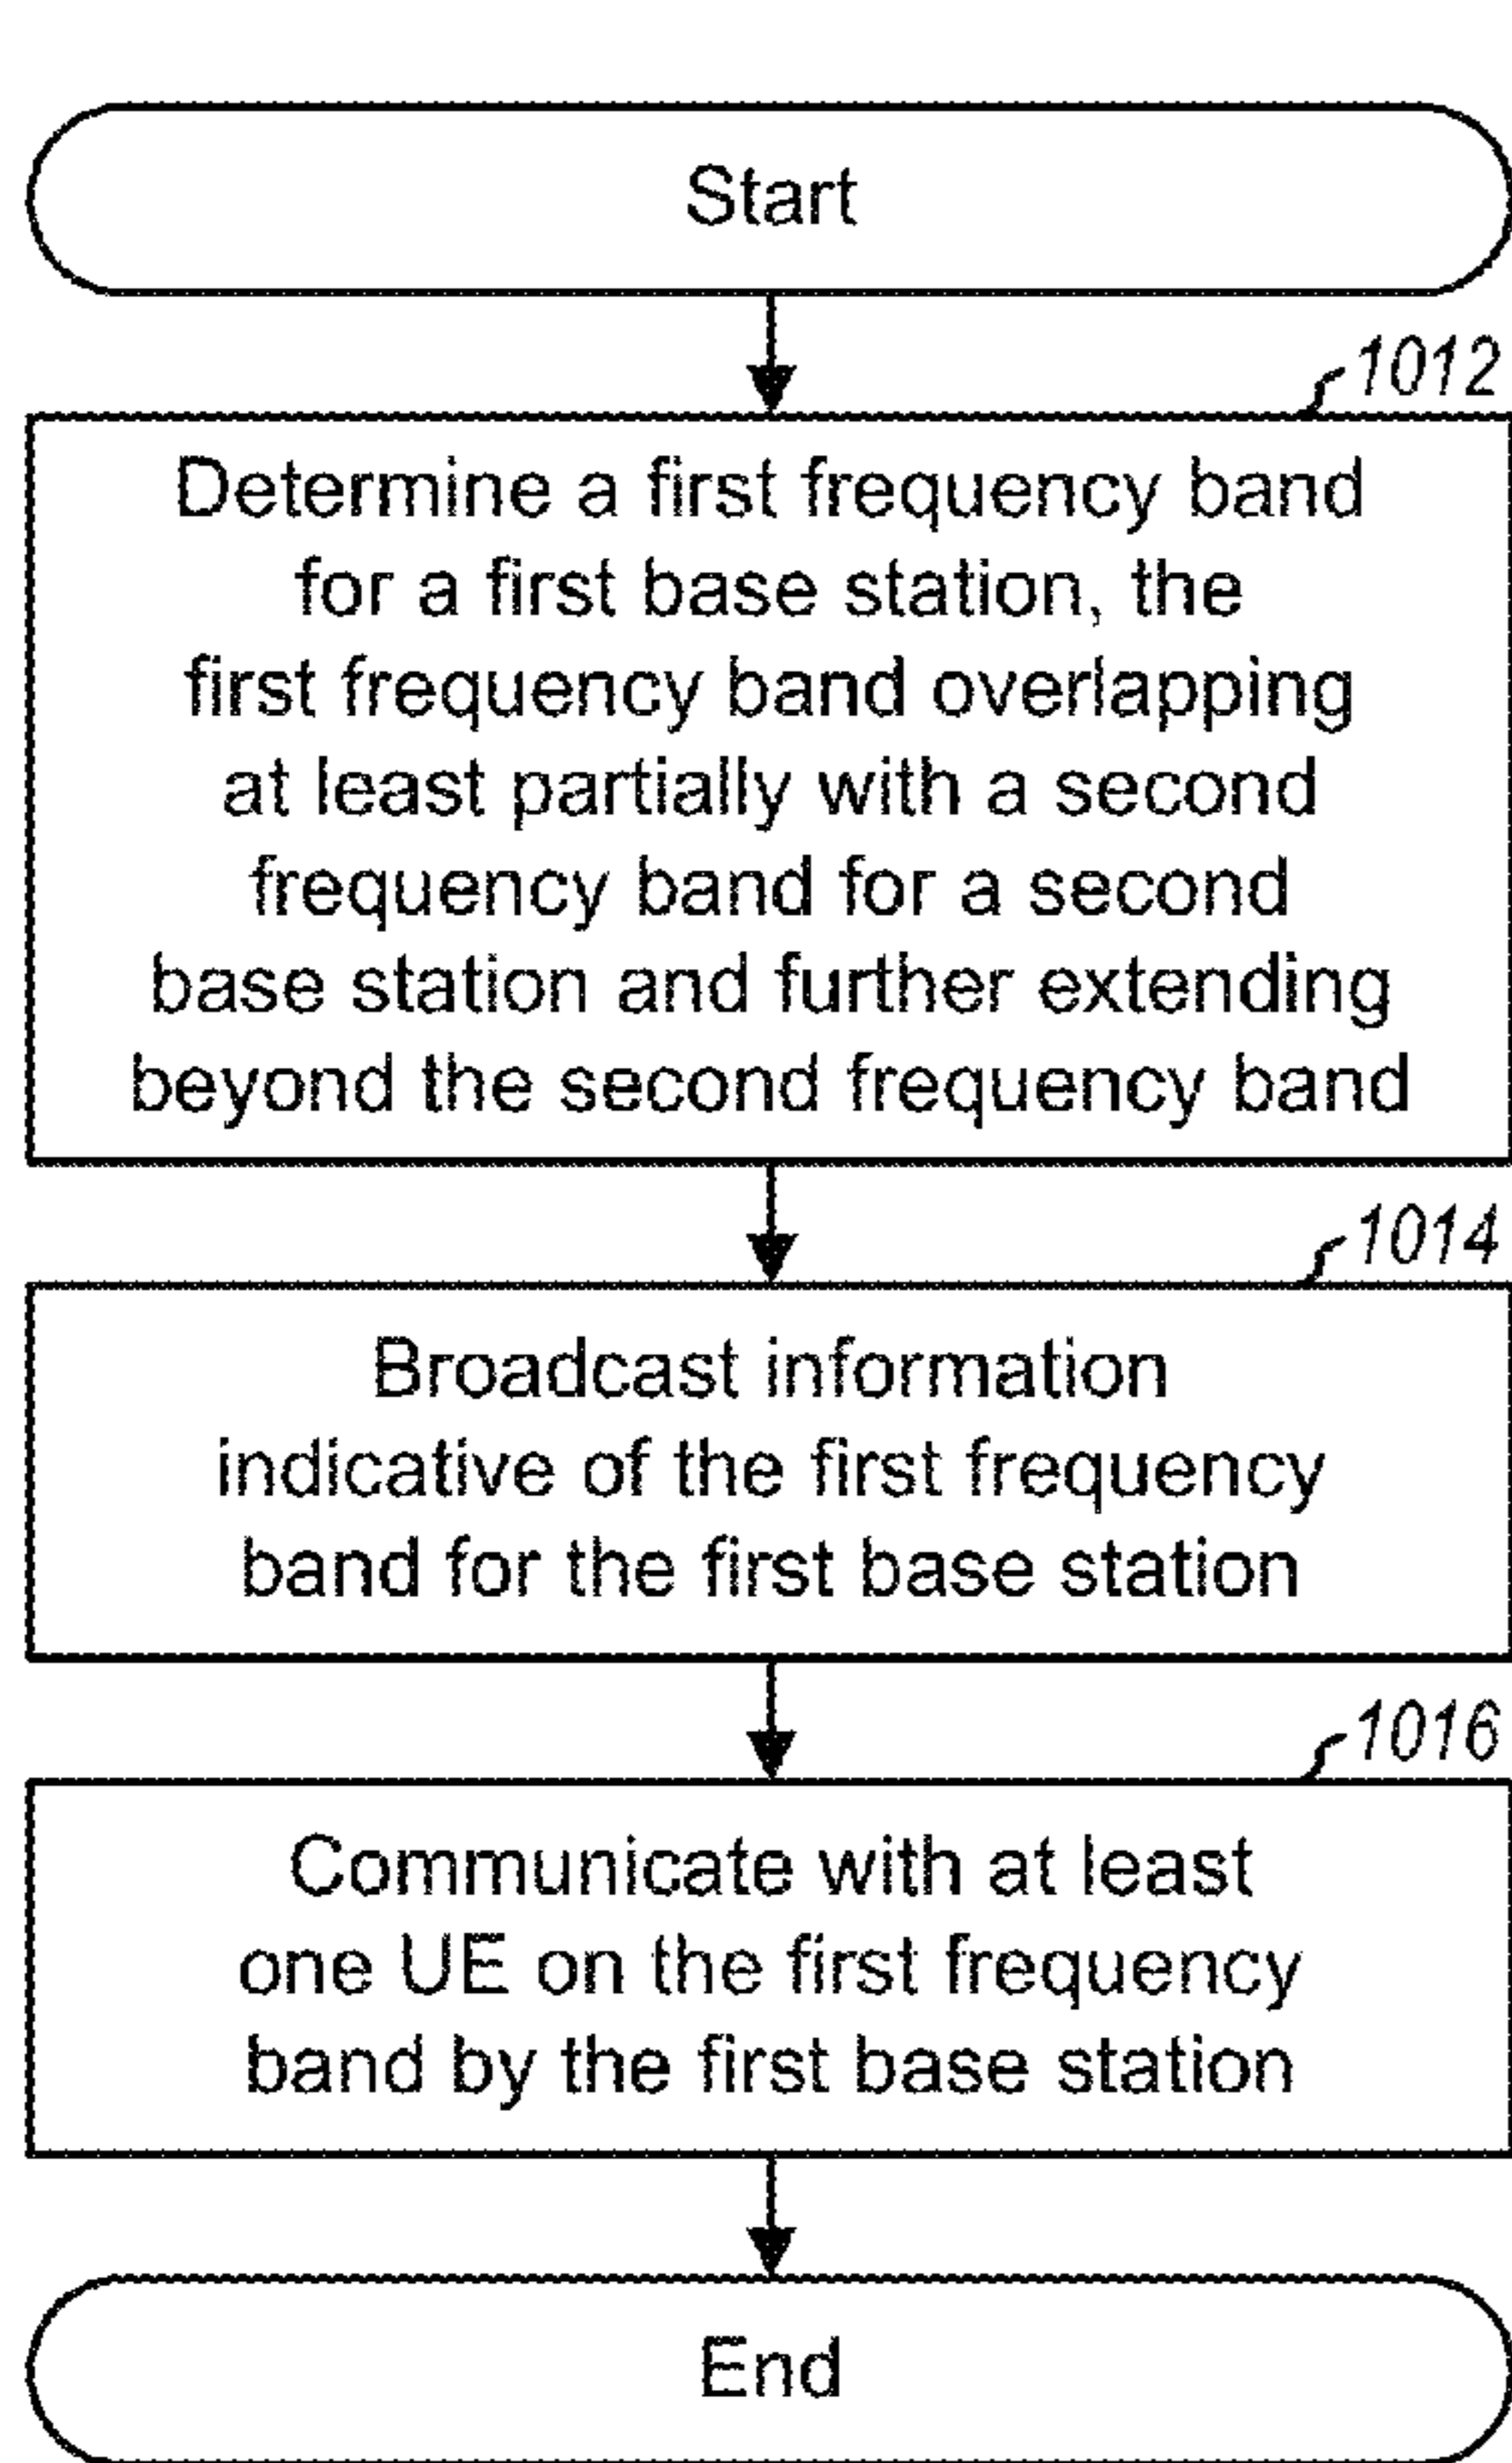 Start
1012
Determine a first frequency band
for a first base station, the
first frequency band overlapping
at least partially with a second
frequency band for a second
base station and further extending
beyond the second frequency band
1014
Broadcast information
indicative of the first frequency
band for the first base station
1016
Communicate with at least
one UE on the first frequency
band by the first base station
End